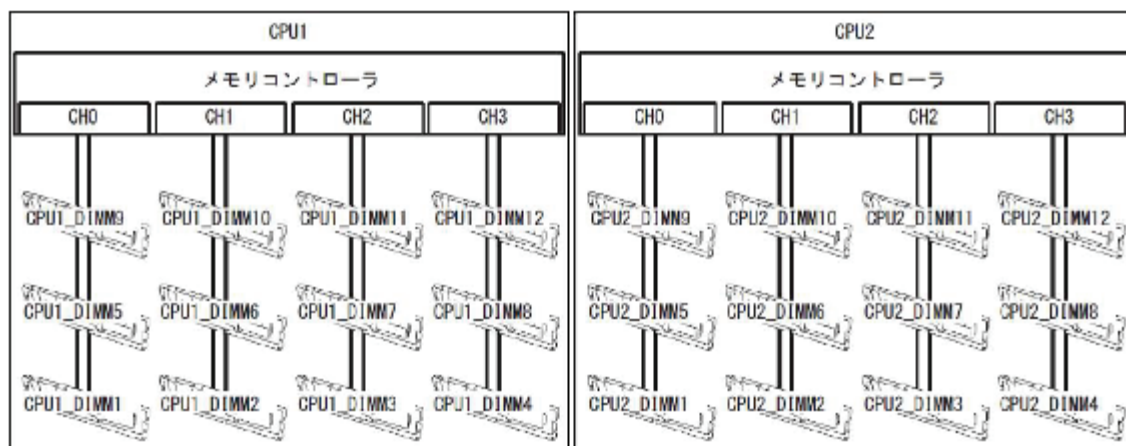 CPU1
メモリコントローラ
CH0 CH1 CH2 CH3
CPU1_DIMM9 CPU1_DIMM10 CPU1_DIMM11 CPU1_DIMM12
CPU1_DIMM5 CPU1_DIMM6 CPU1_DIMM7 CPU1_DIMM8
CPU1_DIMM1 CPU1_DIMM2 CPU1_DIMM3 CPU1_DIMM4
CPU2
メモリコントローラ
CH0 CH1 CH2 CH3
CPU2_DIMM9 CPU2_DIMM10 CPU2_DIMM11 CPU2_DIMM12
CPU2_DIMM5 CPU2_DIMM6 CPU2_DIMM7 CPU2_DIMM8
CPU2_DIMM1 CPU2_DIMM2 CPU2_DIMM3 CPU2_DIMM4